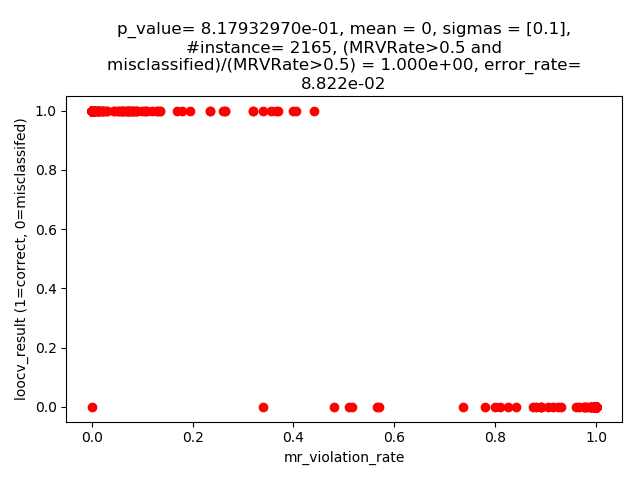 p_value= 8.17932970e-01, mean = 0, sigmas = [0.1],
#instance= 2165, (MRVRate>0.5 and
misclassified)/(MRVRate>0.5) = 1.000e+00, error_rate=
8.822e-02
loocv_result (1=correct, 0=misclassifed)
1.0
0.8
0.6
0.4
0.2
0.0
0.0 0.2 0.4 0.6 0.8 1.0
mr_violation_rate